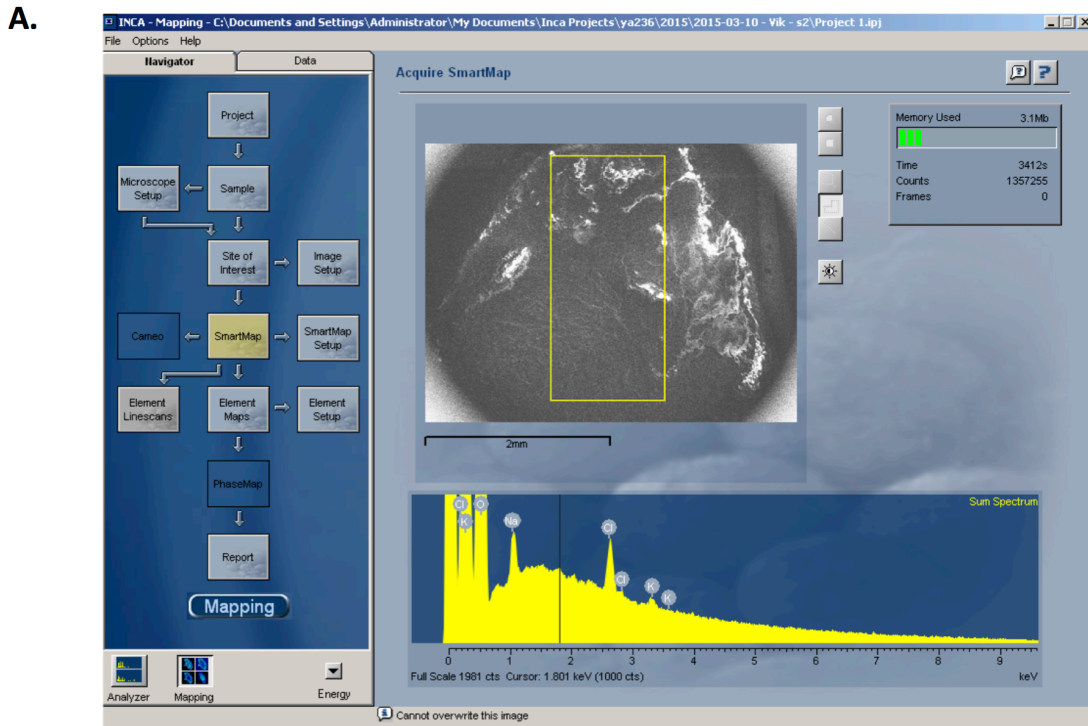 A.
INCA - Mapping - C:\Documents and Settings\Administrator\My Documents\Inca Projects\ya236\2015\2015-03-10 - Vik - s2\Project 1.ipj
File Options Help
Navigator Data
Acquire SmartMap
Project
Microscope Setup
Sample
Site of Interest
Image Setup
Cameo
SmartMap
SmartMap Setup
Element Linescans
Element Maps
Element Setup
PhaseMap
Report
Mapping
Analyzer
Mapping
Energy
Memory Used 3.1Mb
Time 3412s
Counts 1357255
Frames 0
2mm
Sum Spectrum
Cl O
K
Na
Cl
Cl
K
K
0 1 2 3 4 5 6 7 8 9
Full Scale 1981 cts Cursor: 1.801 keV (1000 cts) keV
Cannot overwrite this image